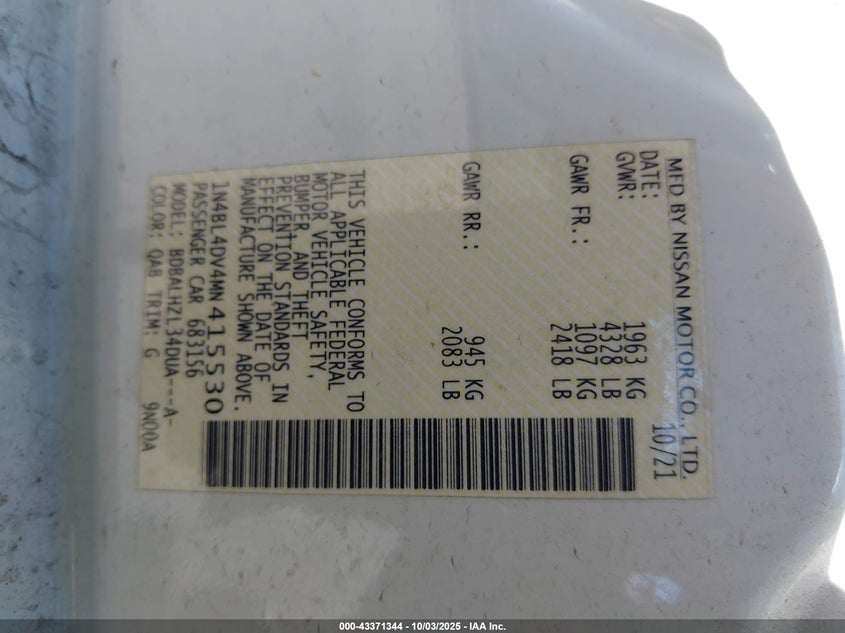 MFD BY NISSAN MOTOR CO., LTD.
DATE: 10/21
GVWR: 1963 KG
4328 LB
GAWR FR.: 1097 KG
2418 LB
GAWR RR.: 945 KG
2083 LB
THIS VEHICLE CONFORMS TO
ALL APPLICABLE FEDERAL
MOTOR VEHICLE SAFETY,
BUMPER, AND THEFT
PREVENTION STANDARDS IN
EFFECT ON THE DATE OF
MANUFACTURE SHOWN ABOVE.
1N4BL4DV4MN415530
PASSENGER CAR 683156
MODEL: BDBALHZL34DUA---A-
COLOR: QAB TRIM: G 9N00A
000-43371344 - 10/03/2025 - IAA Inc.